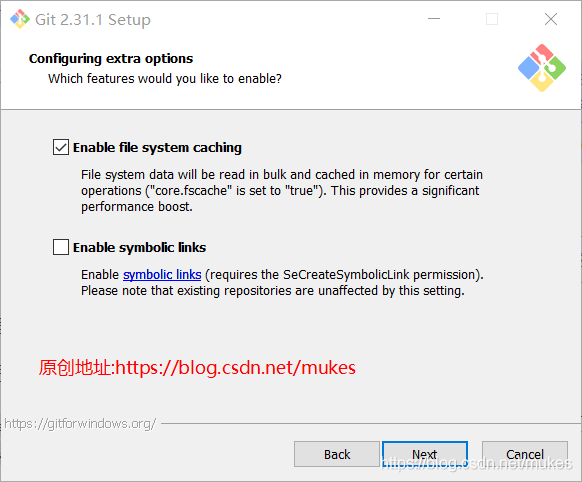 Git 2.31.1 Setup
Configuring extra options
Which features would you like to enable?
Enable file system caching
File system data will be read in bulk and cached in memory for certain
operations ("core.fscache" is set to "true"). This provides a significant
performance boost.
Enable symbolic links
Enable symbolic links (requires the SeCreateSymbolicLink permission).
Please note that existing repositories are unaffected by this setting.
原创地址:https://blog.csdn.net/mukes
https://gitforwindows.org/
Back Next Cancel
https://blog.csdn.net/mukes